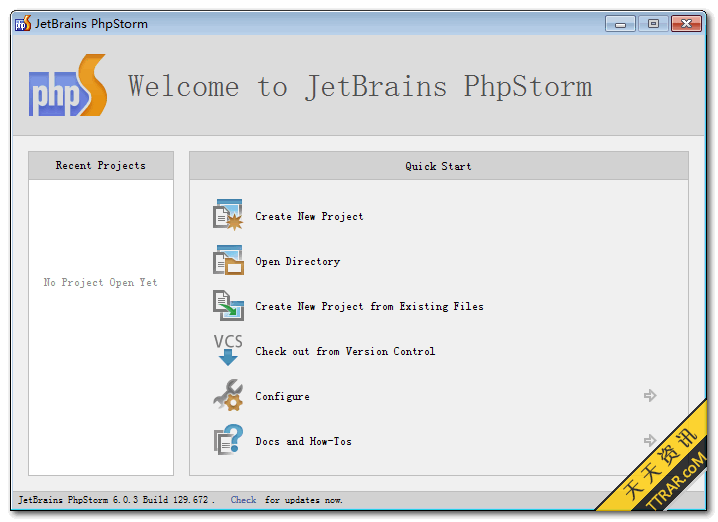 JetBrains PhpStorm
php
Welcome to JetBrains PhpStorm
Recent Projects
No Project Open Yet
Quick Start
Create New Project
Open Directory
Create New Project from Existing Files
VCS
Check out from Version Control
Configure
Docs and How-Tos
JetBrains PhpStorm 6.0.3 Build 129.672 . Check for updates now.
天天资讯
TTRAR.CoM